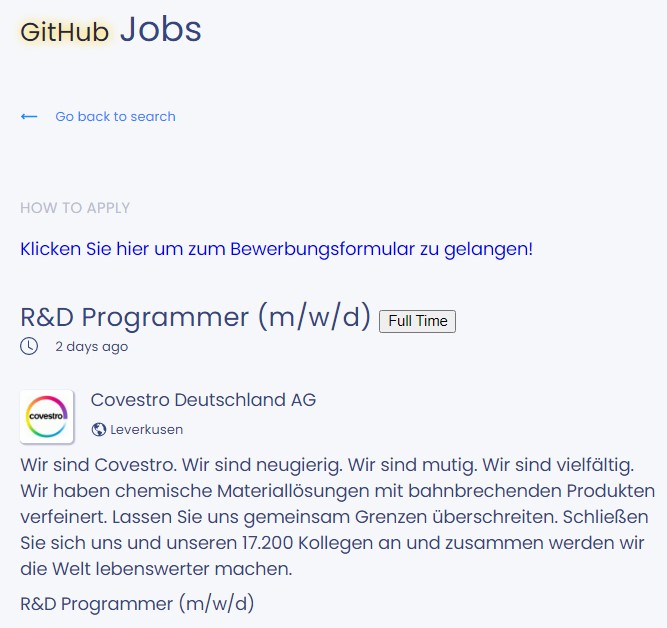 GitHub Jobs
Go back to search
HOW TO APPLY
Klicken Sie hier um zum Bewerbungsformular zu gelangen!
R&D Programmer (m/w/d) Full Time
2 days ago
covestro
Covestro Deutschland AG
Leverkusen
Wir sind Covestro. Wir sind neugierig. Wir sind mutig. Wir sind vielfältig.
Wir haben chemische Materiallösungen mit bahnbrechenden Produkten
verfeinert. Lassen Sie uns gemeinsam Grenzen überschreiten. Schließen
Sie sich uns und unseren 17.200 Kollegen an und zusammen werden wir
die Welt lebenswerter machen.
R&D Programmer (m/w/d)